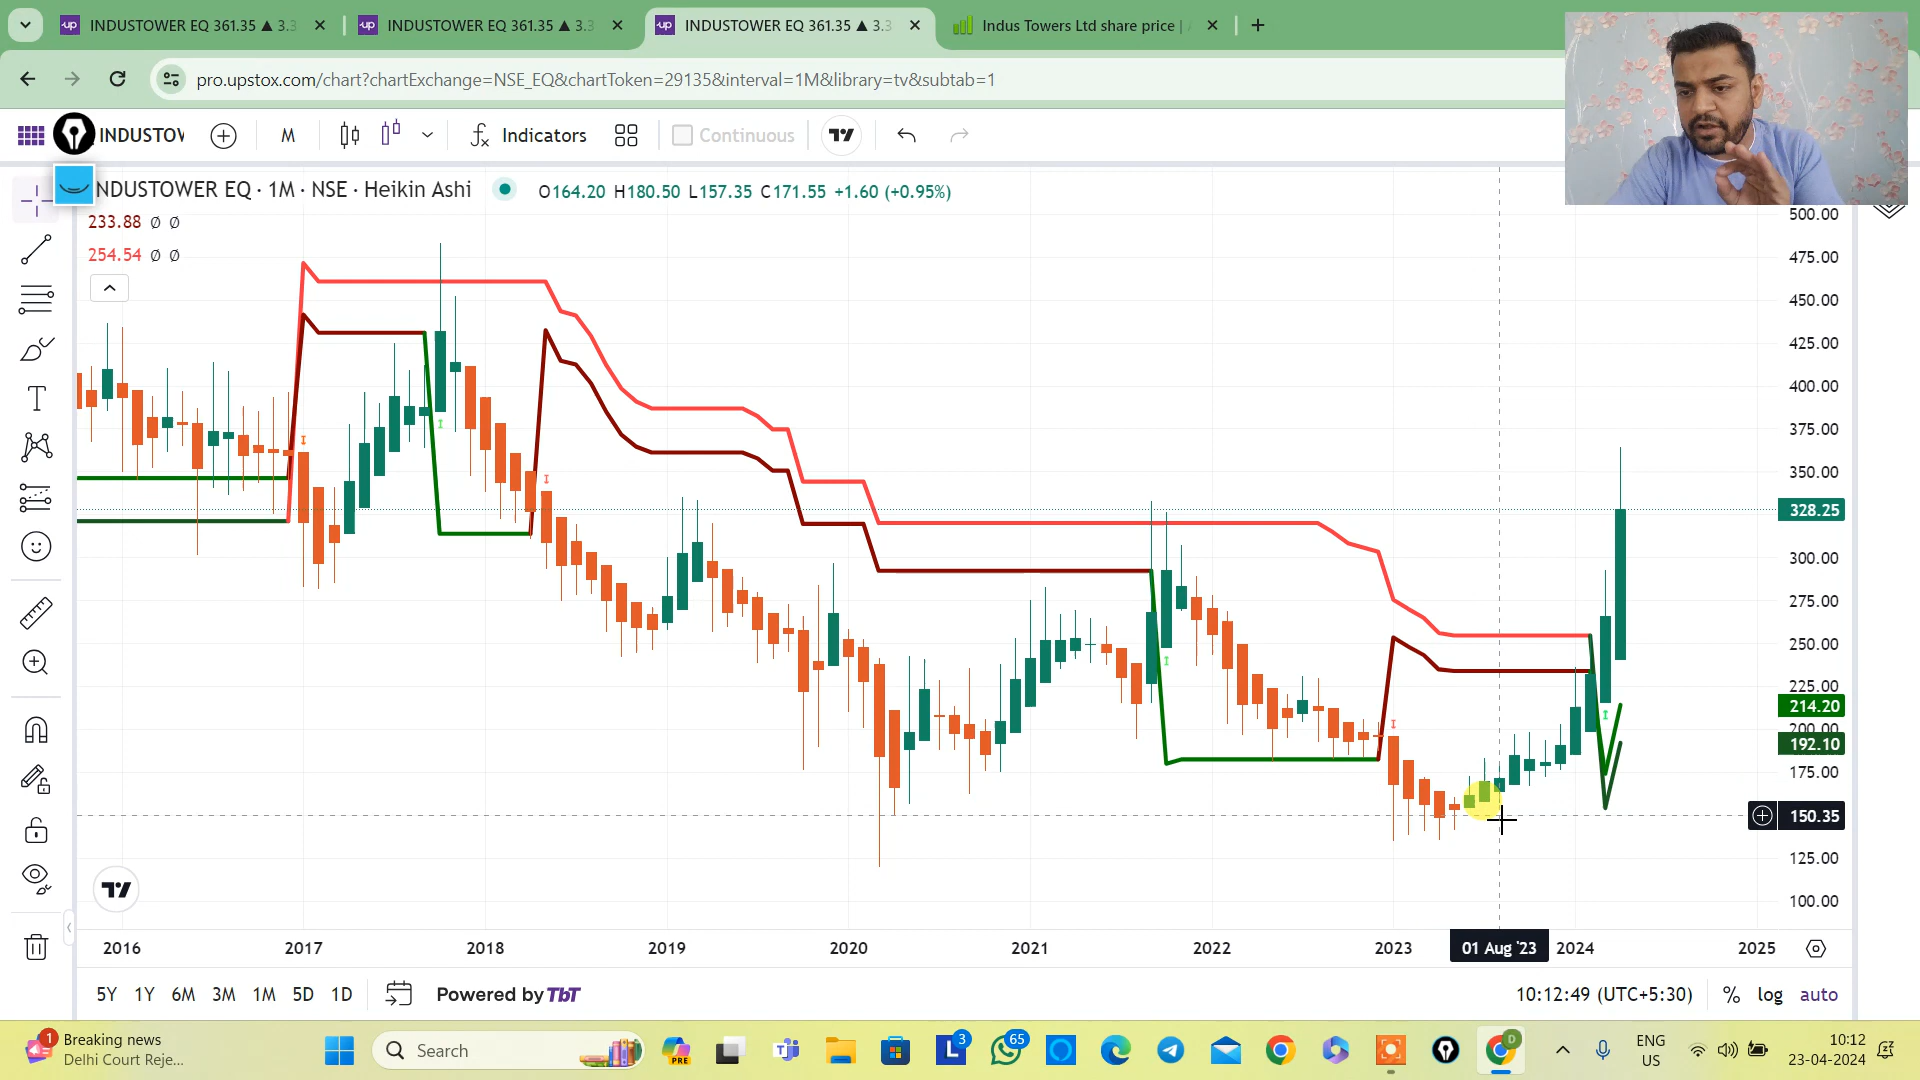 INDUSTOWER EQ 361.35 ▲ 3.3
INDUSTOWER EQ 361.35 ▲ 3.3
INDUSTOWER EQ 361.35 ▲ 3.3
Indus Towers Ltd share price |
pro.upstox.com/chart?chartExchange=NSE_EQ&chartToken=29135&interval=1M&library=tv&subtab=1
INDUSTOV
M
Indicators
Continuous
NDUSTOWER EQ · 1M · NSE · Heikin Ashi
O164.20 H180.50 L157.35 C171.55 +1.60 (+0.95%)
233.88 Ø Ø
254.54 Ø Ø
500.00
475.00
450.00
425.00
400.00
375.00
350.00
328.25
300.00
275.00
250.00
225.00
214.20
200.00
192.10
175.00
150.35
125.00
100.00
2016 2017 2018 2019 2020 2021 2022 2023 01 Aug '23 2024 2025
5Y 1Y 6M 3M 1M 5D 1D
Powered by TbT
10:12:49 (UTC+5:30)
% log auto
1
Breaking news
Delhi Court Reje...
Search
PRE
3
65
D
ENG
US
10:12
23-04-2024